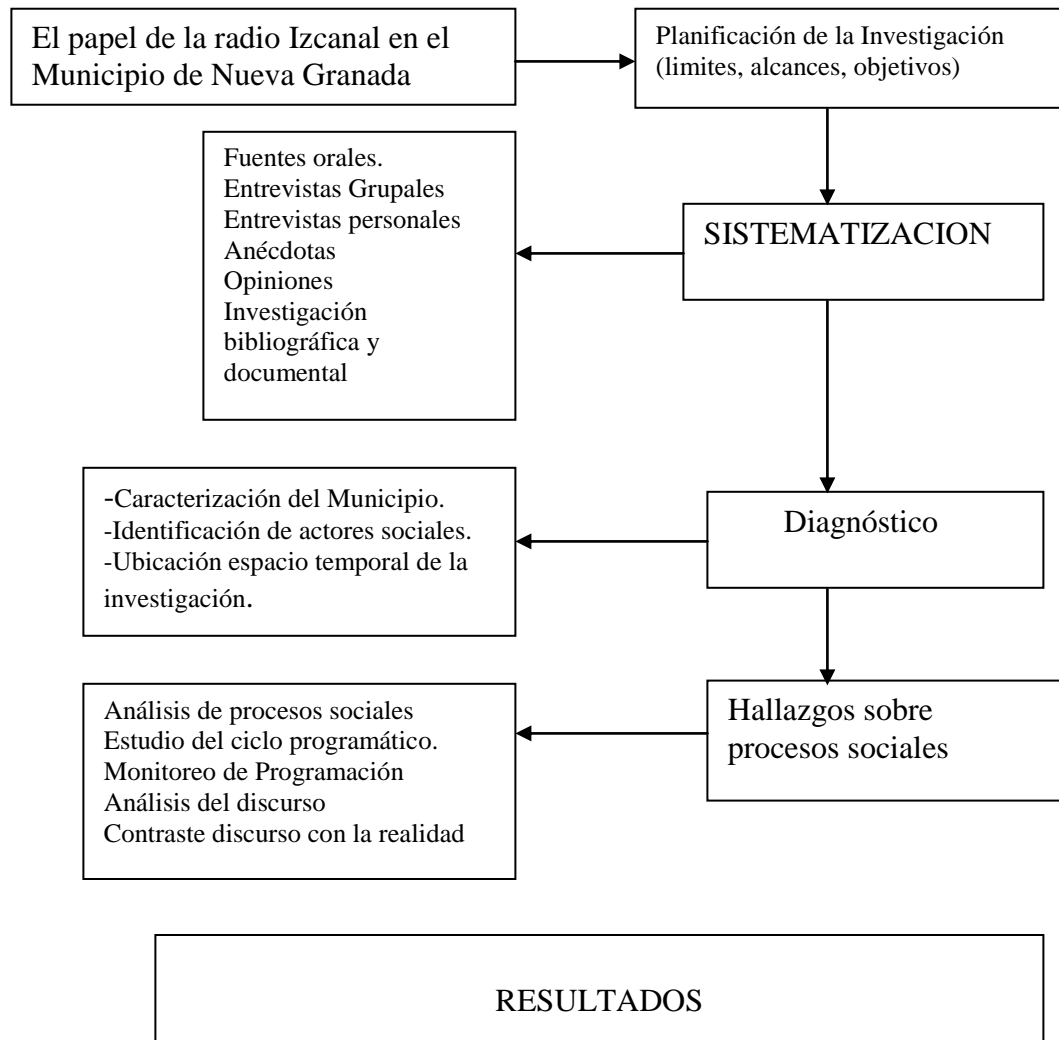 El papel de la radio Izcanal en el
Municipio de Nueva Granada
Planificación de la Investigación
(limites, alcances, objetivos)
Fuentes orales.
Entrevistas Grupales
Entrevistas personales
Anécdotas
Opiniones
Investigación
bibliográfica y
documental
SISTEMATIZACION
-Caracterización del Municipio.
-Identificación de actores sociales.
-Ubicación espacio temporal de la
investigación.
Diagnóstico
Análisis de procesos sociales
Estudio del ciclo programático.
Monitoreo de Programación
Análisis del discurso
Contraste discurso con la realidad
Hallazgos sobre
procesos sociales
RESULTADOS